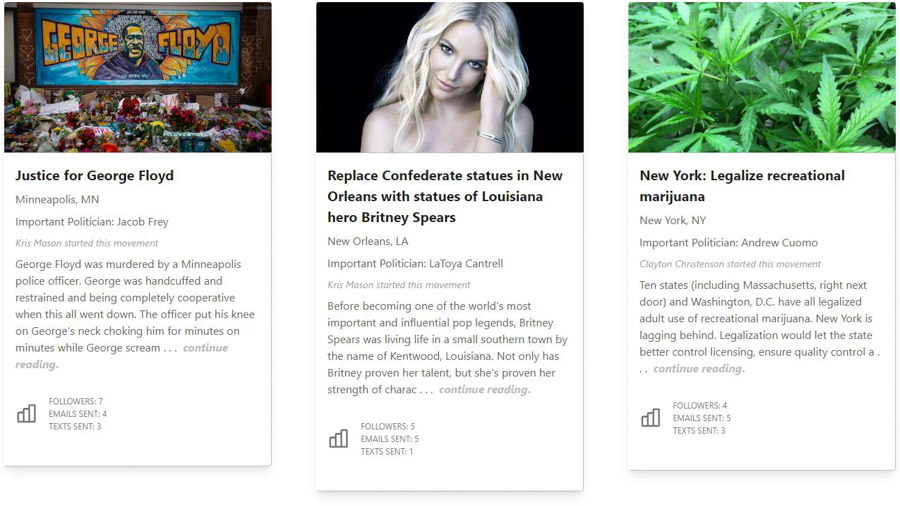 GEORGE FLOYD
Justice for George Floyd
Minneapolis, MN
Important Politician: Jacob Frey
Kris Mason started this movement
George Floyd was murdered by a Minneapolis
police officer. George was handcuffed and
restrained and being completely cooperative
when this all went down. The officer put his knee
on George's neck choking him for minutes on
minutes while George scream . . . continue
reading.
FOLLOWERS: 7
EMAILS SENT: 4
TEXTS SENT: 3
Replace Confederate statues in New
Orleans with statues of Louisiana
hero Britney Spears
New Orleans, LA
Important Politician: LaToya Cantrell
Kris Mason started this movement
Before becoming one of the world's most
important and influential pop legends, Britney
Spears was living life in a small southern town by
the name of Kentwood, Louisiana. Not only has
Britney proven her talent, but she's proven her
strength of charac . . . continue reading.
FOLLOWERS: 5
EMAILS SENT: 5
TEXTS SENT: 1
New York: Legalize recreational
marijuana
New York, NY
Important Politician: Andrew Cuomo
Clayton Christenson started this movement
Ten states (including Massachusetts, right next
door) and Washington, D.C. have all legalized
adult use of recreational marijuana. New York is
lagging behind. Legalization would let the state
better control licensing, ensure quality control a .
. . continue reading.
FOLLOWERS: 4
EMAILS SENT: 5
TEXTS SENT: 3